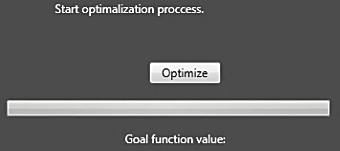 Start optimalization proccess.
Optimize
Goal function value: